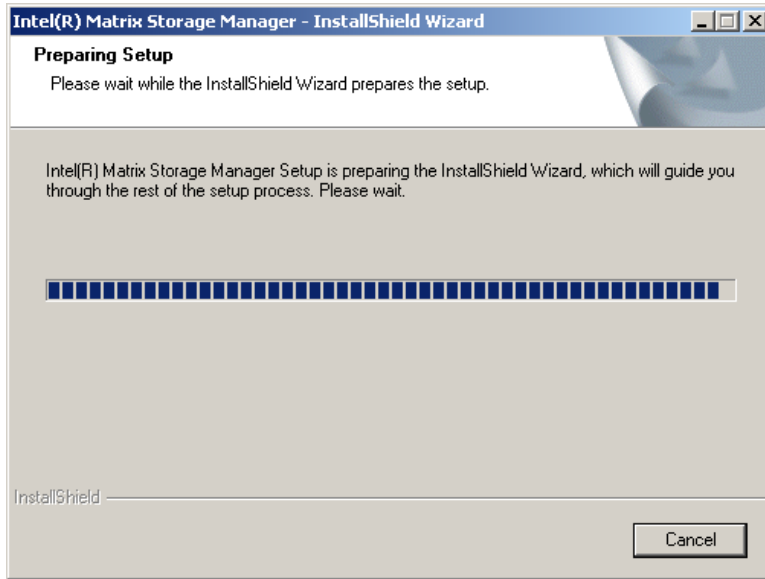 Intel(R) Matrix Storage Manager - InstallShield Wizard
Preparing Setup
Please wait while the InstallShield Wizard prepares the setup.
Intel(R) Matrix Storage Manager Setup is preparing the InstallShield Wizard, which will guide you
through the rest of the setup process. Please wait.
InstallShield
Cancel